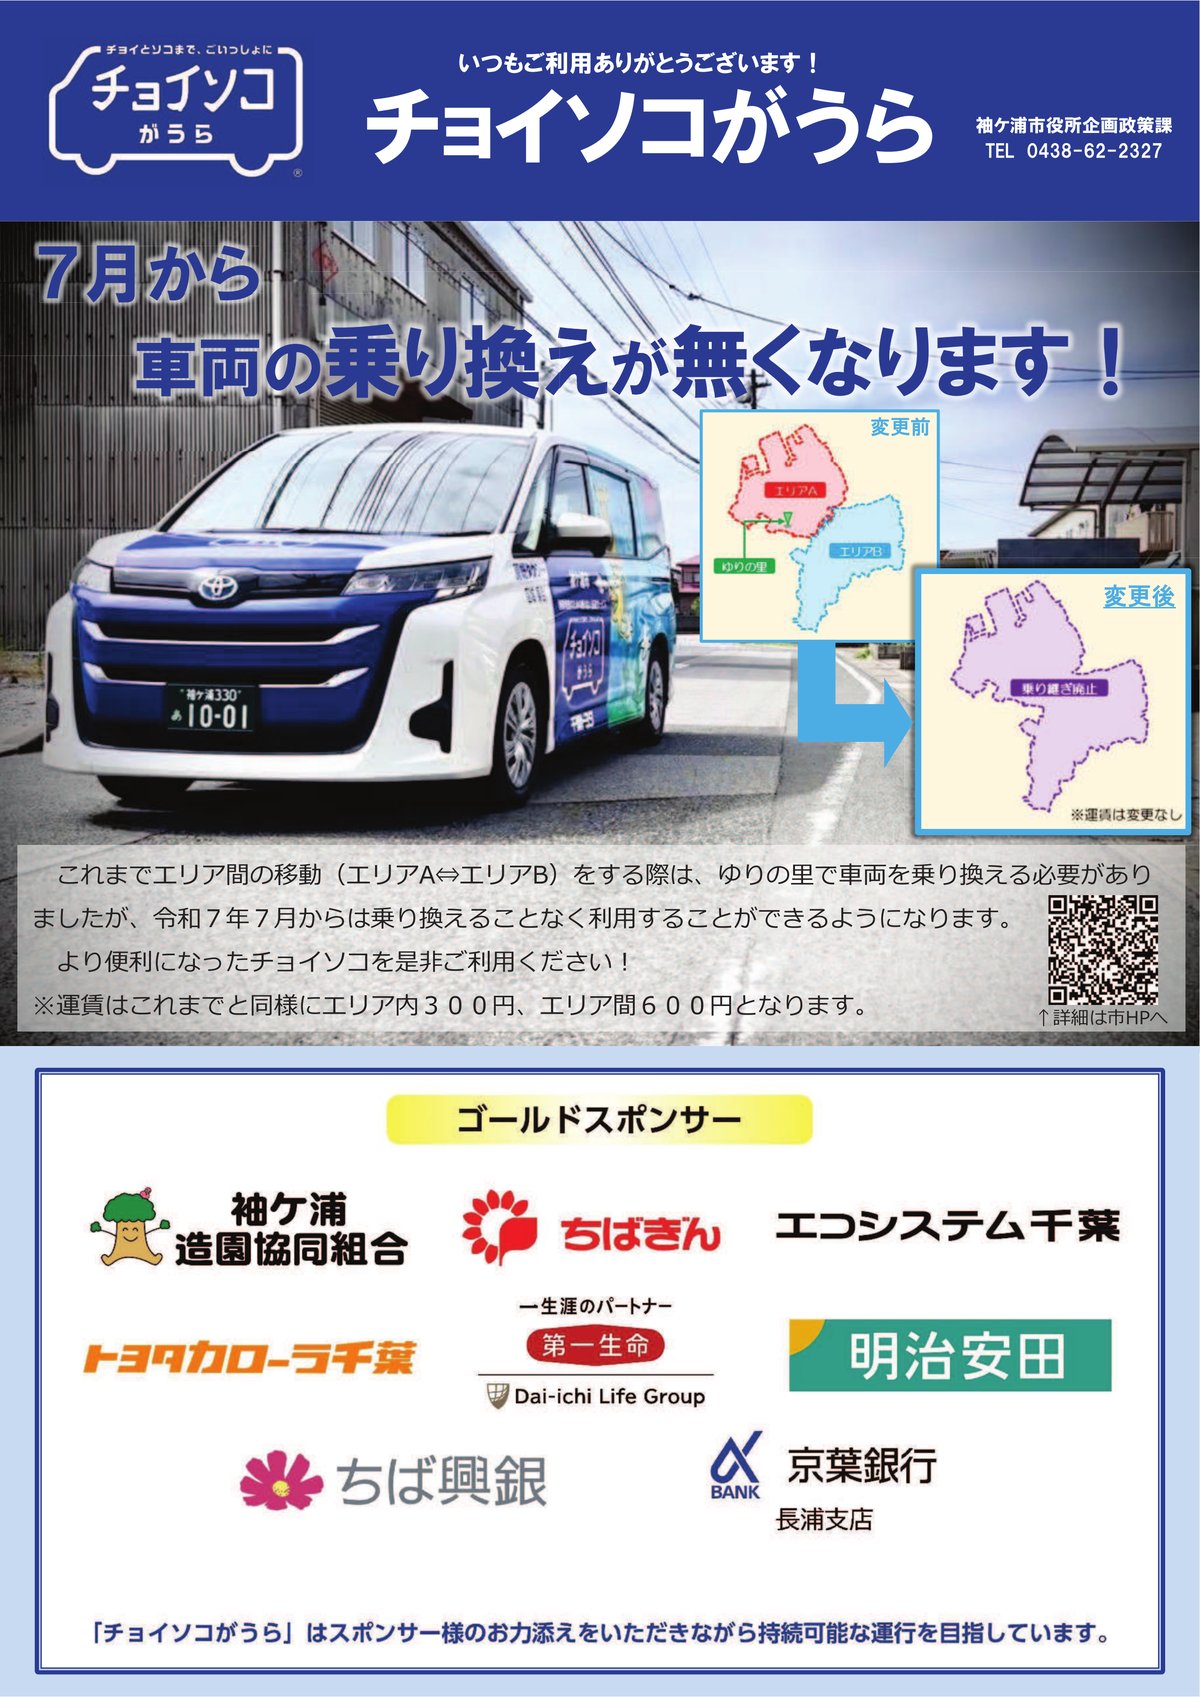 チョイとソコまで、ごいっしょに
チョイソコ
がうら
®
いつもご利用ありがとうございます！
チョイソコがうら
袖ケ浦市役所企画政策課
TEL 0438-62-2327
７月から
車両の乗り換えが無くなります！
変更前
エリアA
エリアB
ゆりの里
変更後
乗り継ぎ廃止
※運賃は変更なし
チョイソコ
がうら
袖ケ浦 330
あ 10-01
これまでエリア間の移動（エリアA⇔エリアB）をする際は、ゆりの里で車両を乗り換える必要があり
ましたが、令和７年７月からは乗り換えることなく利用することができるようになります。
より便利になったチョイソコを是非ご利用ください！
※運賃はこれまでと同様にエリア内３００円、エリア間６００円となります。
↑詳細は市HPへ
ゴールドスポンサー
袖ケ浦
造園協同組合
ちばぎん
エコシステム千葉
トヨタカローラ千葉
一生涯のパートナー
第一生命
Dai-ichi Life Group
明治安田
ちば興銀
BANK
京葉銀行
長浦支店
「チョイソコがうら」はスポンサー様のお力添えをいただきながら持続可能な運行を目指しています。